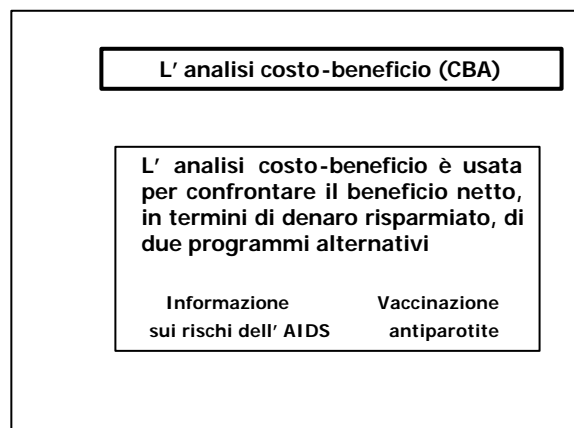 L' analisi costo-beneficio (CBA)
L' analisi costo-beneficio è usata
per confrontare il beneficio netto,
in termini di denaro risparmiato, di
due programmi alternativi
Informazione Vaccinazione
sui rischi dell' AIDS antiparotite